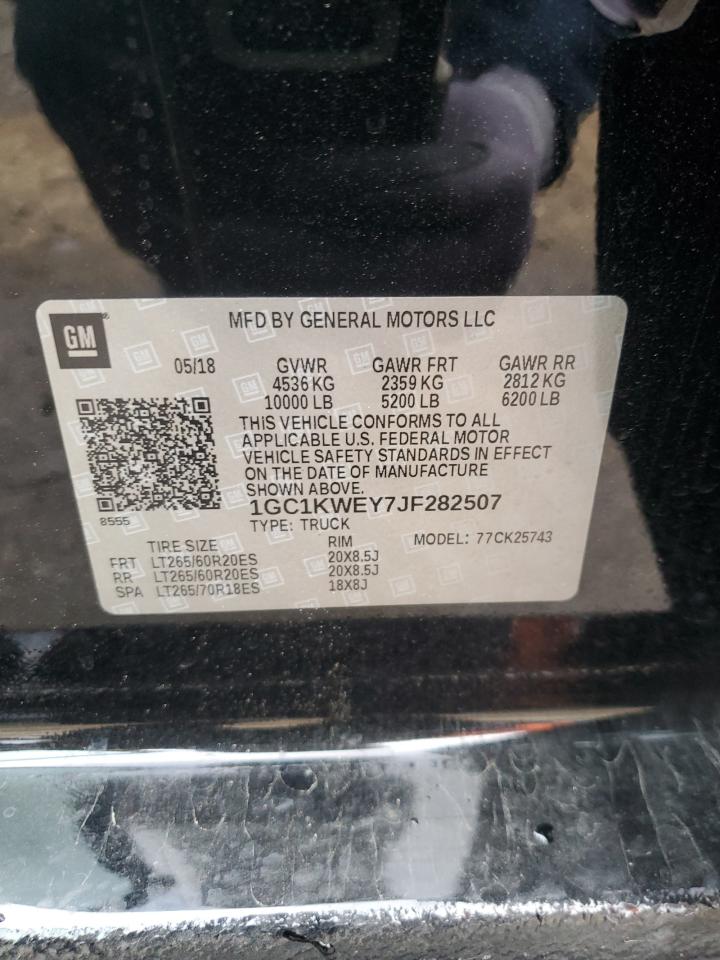 GM ®
MFD BY GENERAL MOTORS LLC
05/18 GVWR GAWR FRT GAWR RR
4536 KG 2359 KG 2812 KG
10000 LB 5200 LB 6200 LB
THIS VEHICLE CONFORMS TO ALL
APPLICABLE U.S. FEDERAL MOTOR
VEHICLE SAFETY STANDARDS IN EFFECT
ON THE DATE OF MANUFACTURE
SHOWN ABOVE.
8555
1GC1KWEY7JF282507
TYPE: TRUCK
MODEL: 77CK25743
TIRE SIZE RIM
FRT LT265/60R20ES 20X8.5J
RR LT265/60R20ES 20X8.5J
SPA LT265/70R18ES 18X8J